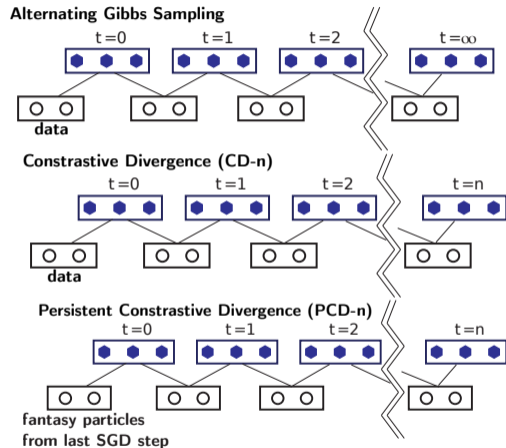 Alternating Gibbs Sampling
t=0 t=1 t=2 t=∞
data
Constrastive Divergence (CD-n)
t=0 t=1 t=2 t=n
data
Persistent Constrastive Divergence (PCD-n)
t=0 t=1 t=2 t=n
fantasy particles
from last SGD step